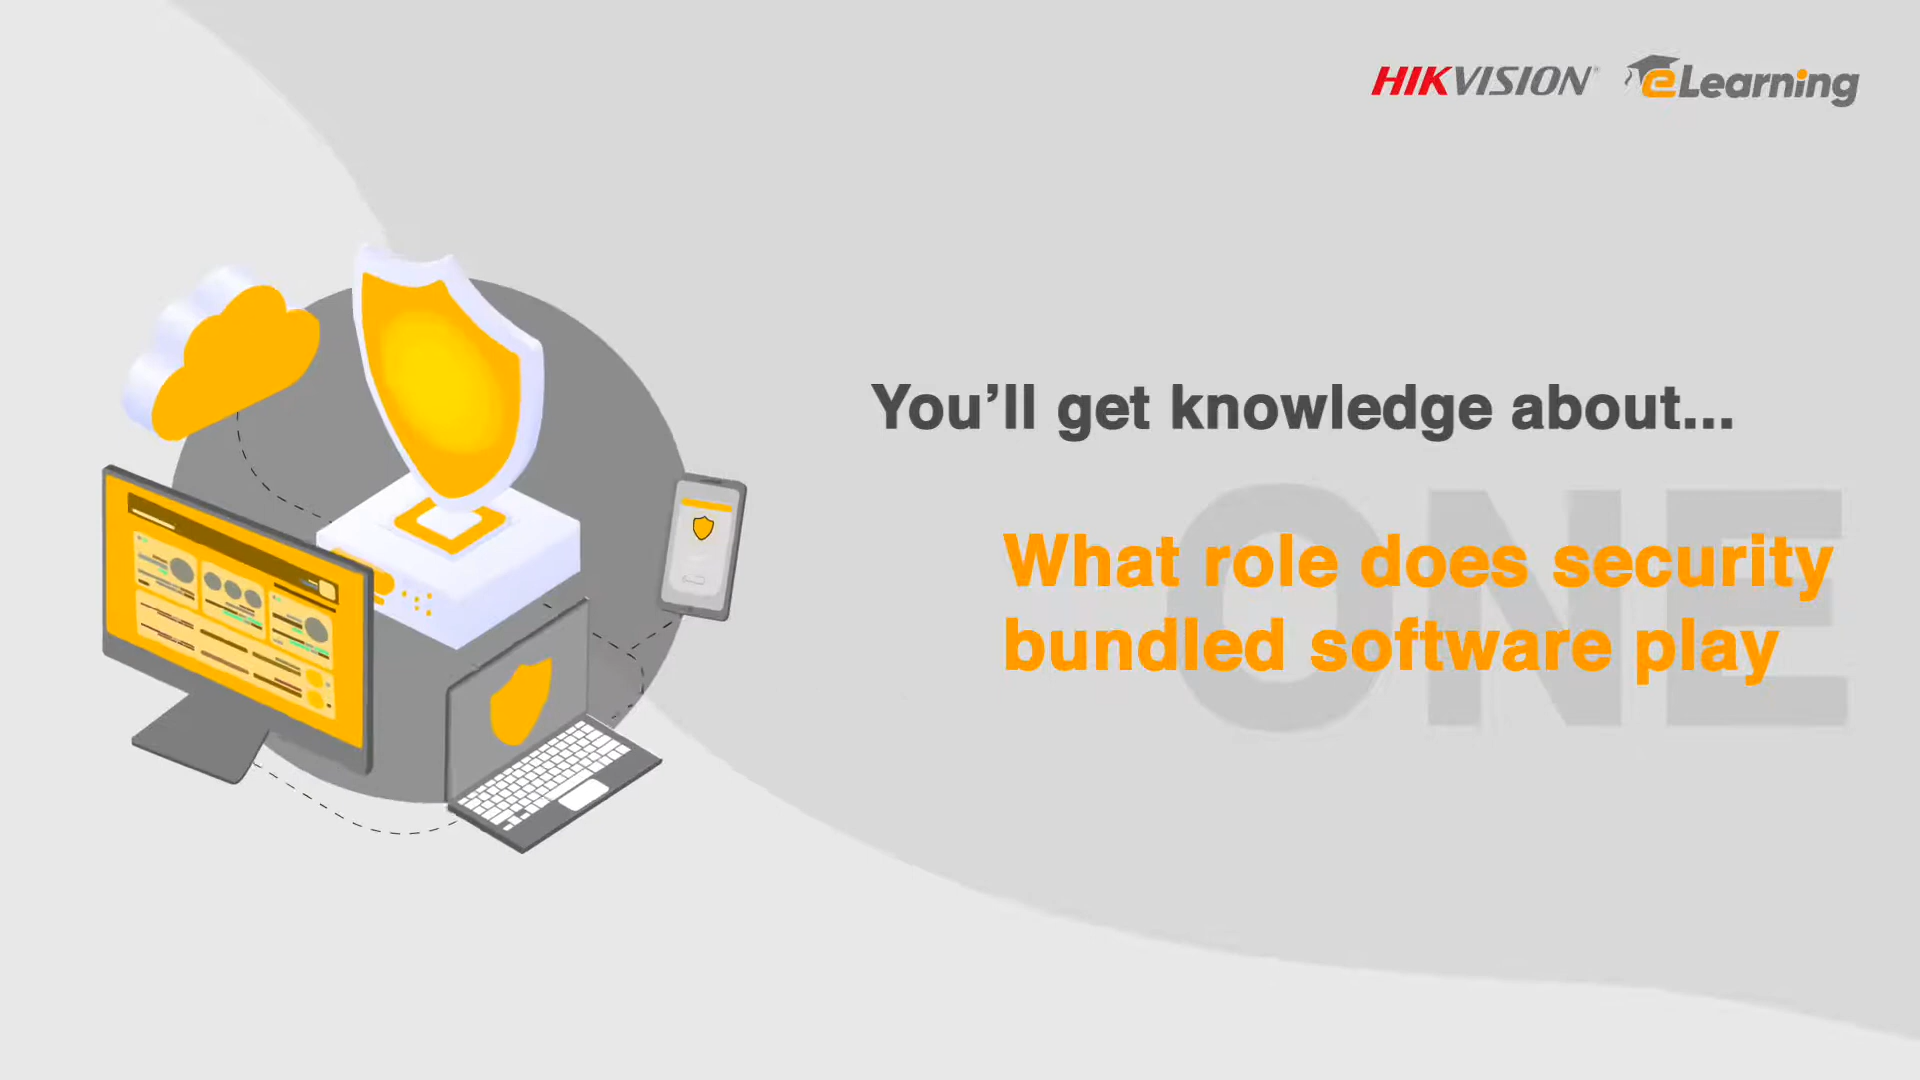 HIKVISION® eLearning
You’ll get knowledge about...
ONE
What role does security
bundled software play